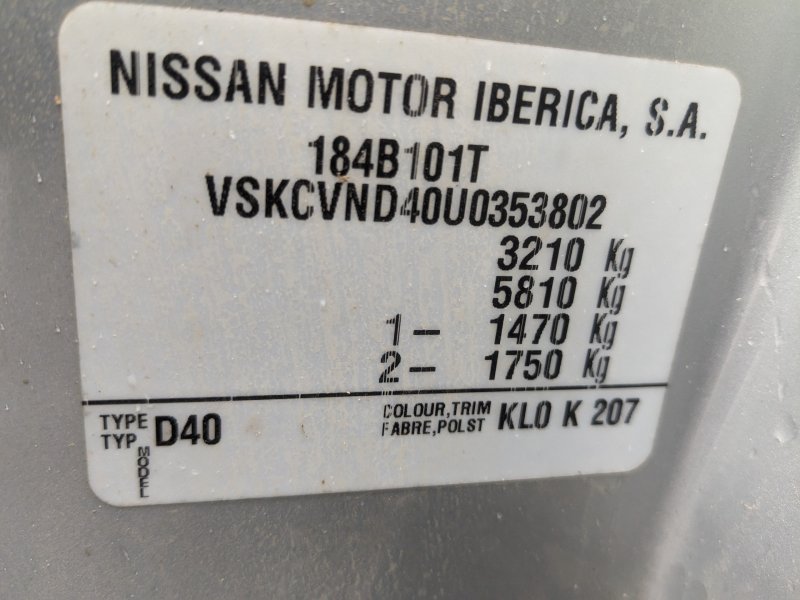 NISSAN MOTOR IBERICA, S.A.
184B101T
VSKCVND40U0353802
3210 Kg
5810 Kg
1- 1470 Kg
2- 1750 Kg
TYPE
TYP
MODEL
D40
COLOUR,TRIM
FABRE,POLST
KL0 K 207